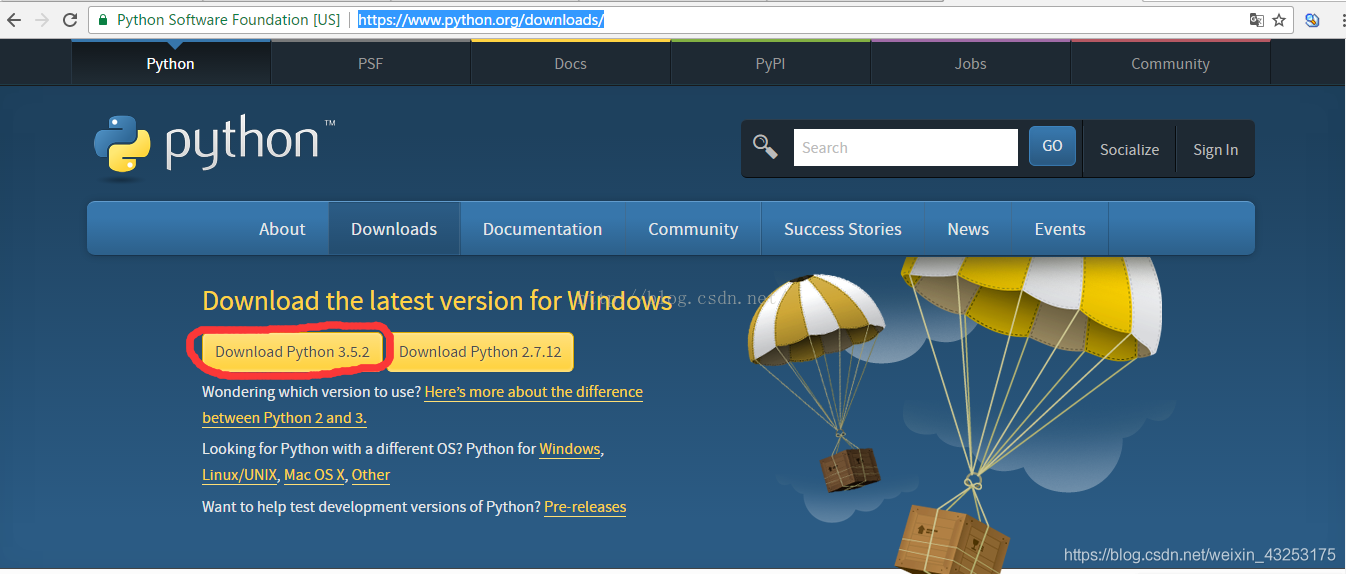 Python Software Foundation [US] https://www.python.org/downloads/
Python PSF Docs PyPI Jobs Community
python™
Search GO Socialize Sign In
About Downloads Documentation Community Success Stories News Events
Download the latest version for Windows
http://blog.csdn.net
Download Python 3.5.2 Download Python 2.7.12
Wondering which version to use? Here's more about the difference
between Python 2 and 3.
Looking for Python with a different OS? Python for Windows,
Linux/UNIX, Mac OS X, Other
Want to help test development versions of Python? Pre-releases
https://blog.csdn.net/weixin_43253175